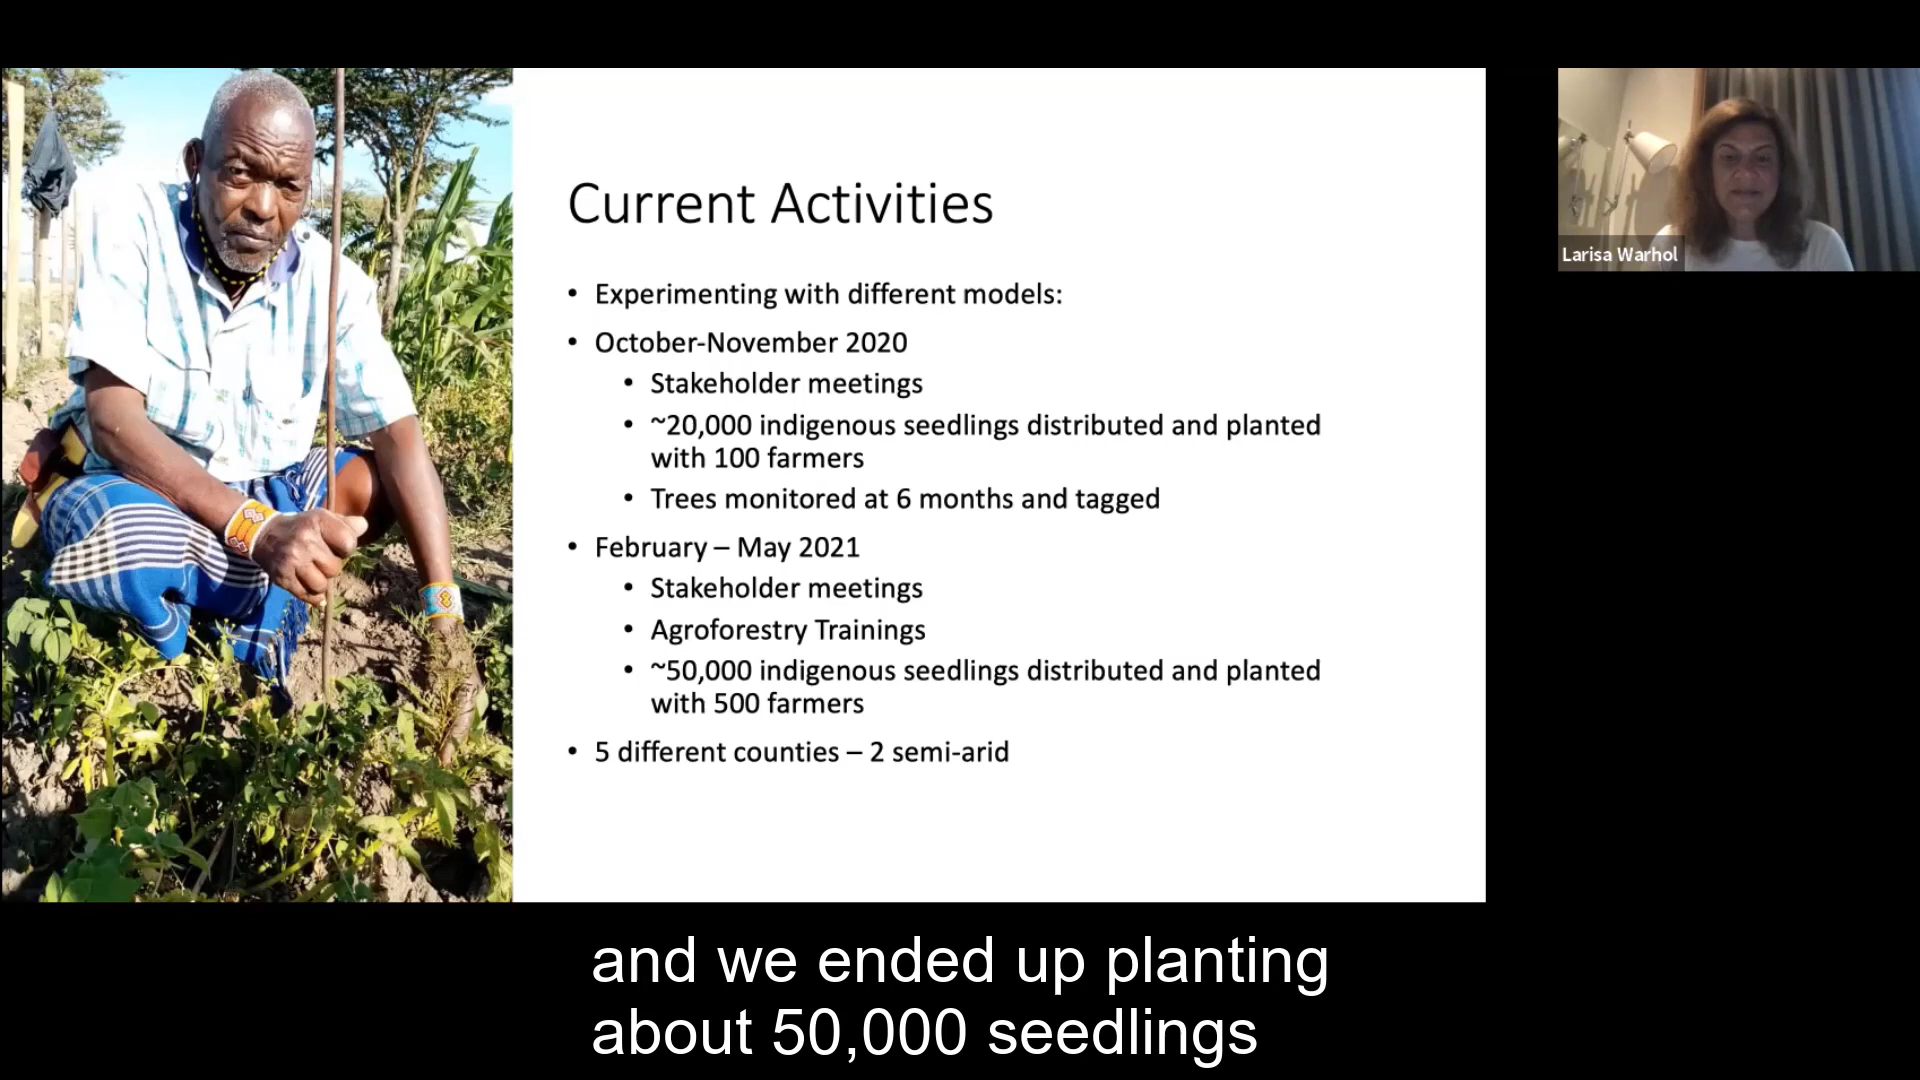 Current Activities
• Experimenting with different models:
• October-November 2020
• Stakeholder meetings
• ~20,000 indigenous seedlings distributed and planted
with 100 farmers
• Trees monitored at 6 months and tagged
• February – May 2021
• Stakeholder meetings
• Agroforestry Trainings
• ~50,000 indigenous seedlings distributed and planted
with 500 farmers
• 5 different counties – 2 semi-arid
Larisa Warhol
and we ended up planting
about 50,000 seedlings